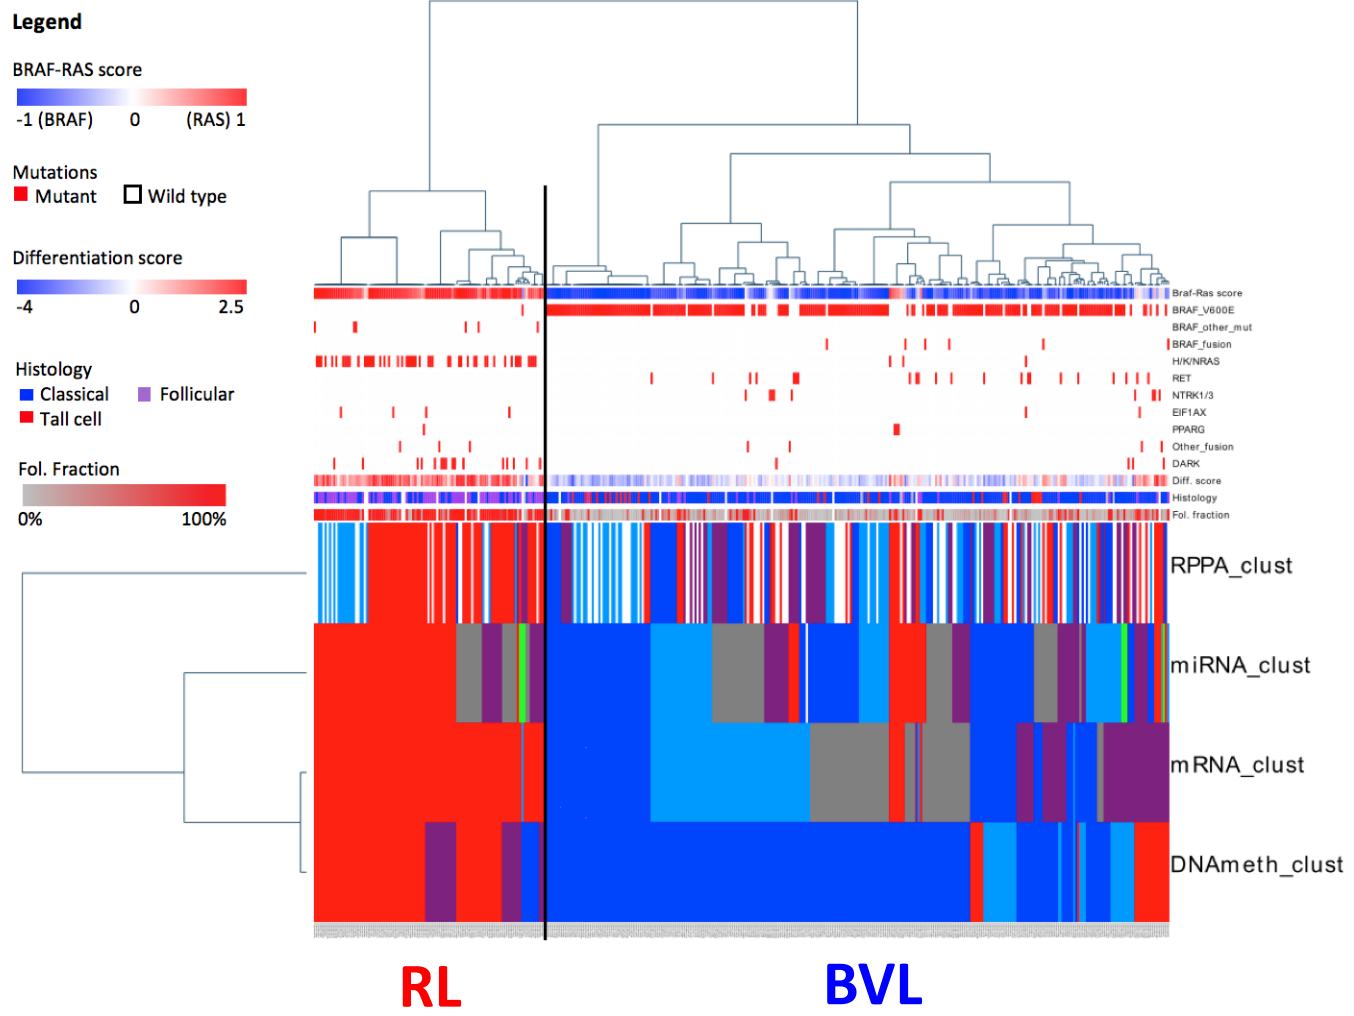 Legend
BRAF-RAS score
-1 (BRAF) 0 (RAS) 1
Mutations
Mutant Wild type
Differentiation score
-4 0 2.5
Histology
Classical Follicular
Tall cell
Fol. Fraction
0% 100%
Braf-Ras score
BRAF_V600E
BRAF_other_mut
BRAF_fusion
H/K/NRAS
RET
NTRK1/3
EIF1AX
PPARG
Other_fusion
DARK
Diff. score
Histology
Fol. fraction
RPPA_clust
miRNA_clust
mRNA_clust
DNAmeth_clust
RL BVL